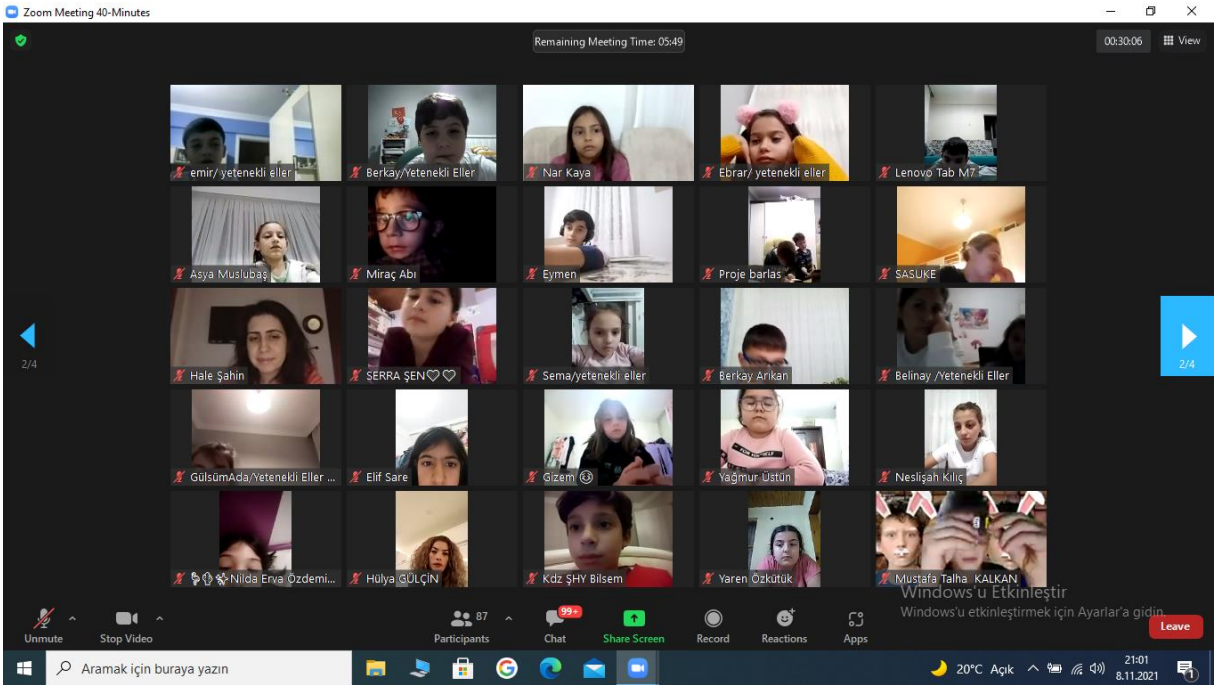 Zoom Meeting 40-Minutes
Remaining Meeting Time: 05:49
00:30:06
View
emir/ yetenekli eller
Berkay/Yetenekli Eller
Nar Kaya
Ebrar/ yetenekli eller
Lenovo Tab M7
Asya Muslubaş
Miraç Abı
Eymen
Proje barlas
SASUKE
2/4
Hale Şahin
SERRA ŞEN♡♡
Sema/yetenekli eller
Berkay Arıkan
Belinay /Yetenekli Eller
2/4
GülsümAda/Yetenekli Eller ...
Elif Sare
Gizem
Yağmur Üstün
Neslişah Kılıç
Nilda Erva Özdemi...
Hülya GÜLÇİN
Kdz ŞHY Bilsem
Yaren Özkütük
Mustafa Talha KALKAN
Windows'u Etkinleştir
Windows'u etkinleştirmek için Ayarlar'a gidin.
Unmute
Stop Video
87
Participants
99+
Chat
Share Screen
Record
Reactions
Apps
Leave
Aramak için buraya yazın
20°C Açık
21:01
8.11.2021
1